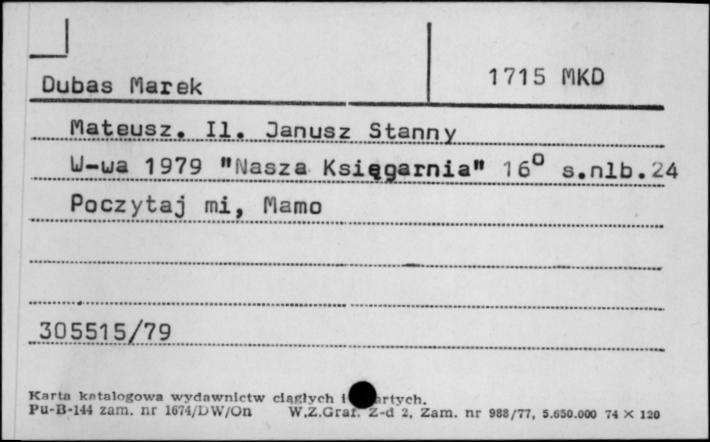 Dubas Marek
1715 MKD
Mateusz. Il. Janusz Stanny
W-wa 1979 "Nasza Księgarnia" 16° s.nlb.24
Poczytaj mi, Mamo
305515/79
Karta katalogowa wydawnictw ciągłych i
Pu-B-144 zam. nr 1674/DW/On W.Z.Graf. Z-d 2, Zam. nr 988/77, 5.650.000 74 × 120